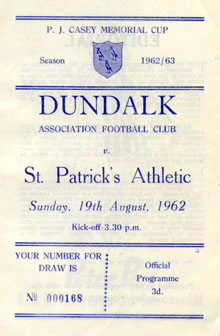 P. J. CASEY MEMORIAL CUP
Season 1962/63
DUNDALK
ASSOCIATION FOOTBALL CLUB
v.
St. Patrick's Athletic
Sunday, 19th August, 1962
Kick-off 3.30 p.m.
YOUR NUMBER FOR
DRAW IS
No 000168
Official
Programme
3d.